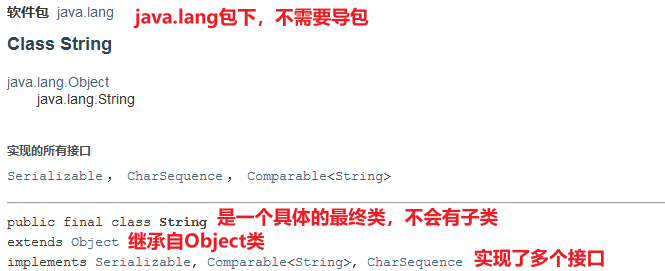 软件包 java.lang java.lang包下，不需要导包
Class String
java.lang.Object
java.lang.String
实现的所有接口
Serializable ， CharSequence ， Comparable<String>
public final class String 是一个具体的最终类，不会有子类
extends Object 继承自Object类
implements Serializable, Comparable<String>, CharSequence 实现了多个接口